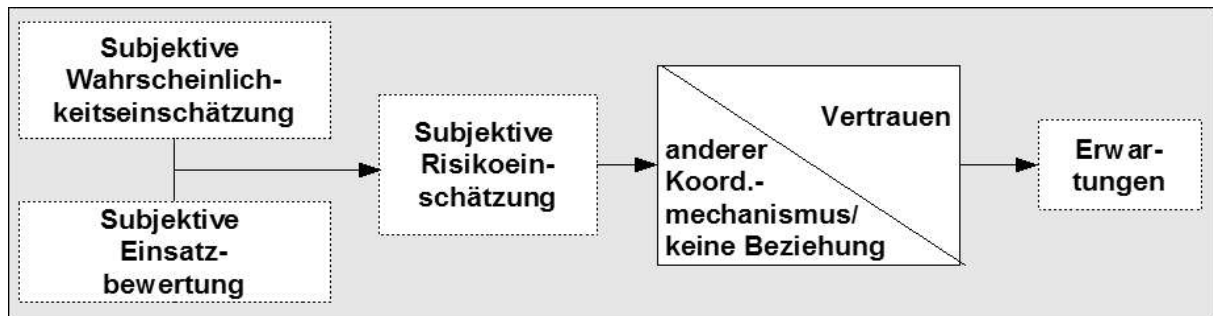 Subjektive
Wahrscheinlich-
keitseinschätzung
Subjektive
Einsatz-
bewertung
Subjektive
Risikoein-
schätzung
Vertrauen
anderer
Koord.-
mechanismus/
keine Beziehung
Erwar-
tungen